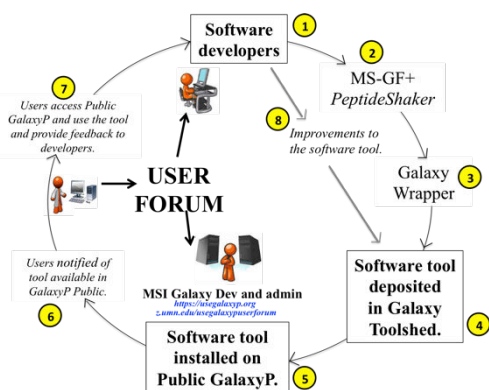 1
Software
developers
2
MS-GF+
PeptideShaker
3
Galaxy
Wrapper
4
Software tool
deposited
in Galaxy
Toolshed.
5
Software tool
installed on
Public GalaxyP.
6
Users notified of
tool available in
GalaxyP Public.
7
Users access Public
GalaxyP and use the tool
and provide feedback to
developers.
8
Improvements to
the software tool.
USER
FORUM
MSI Galaxy Dev and admin
https://usegalaxyp.org
z.umn.edu/usegalaxypuserforum